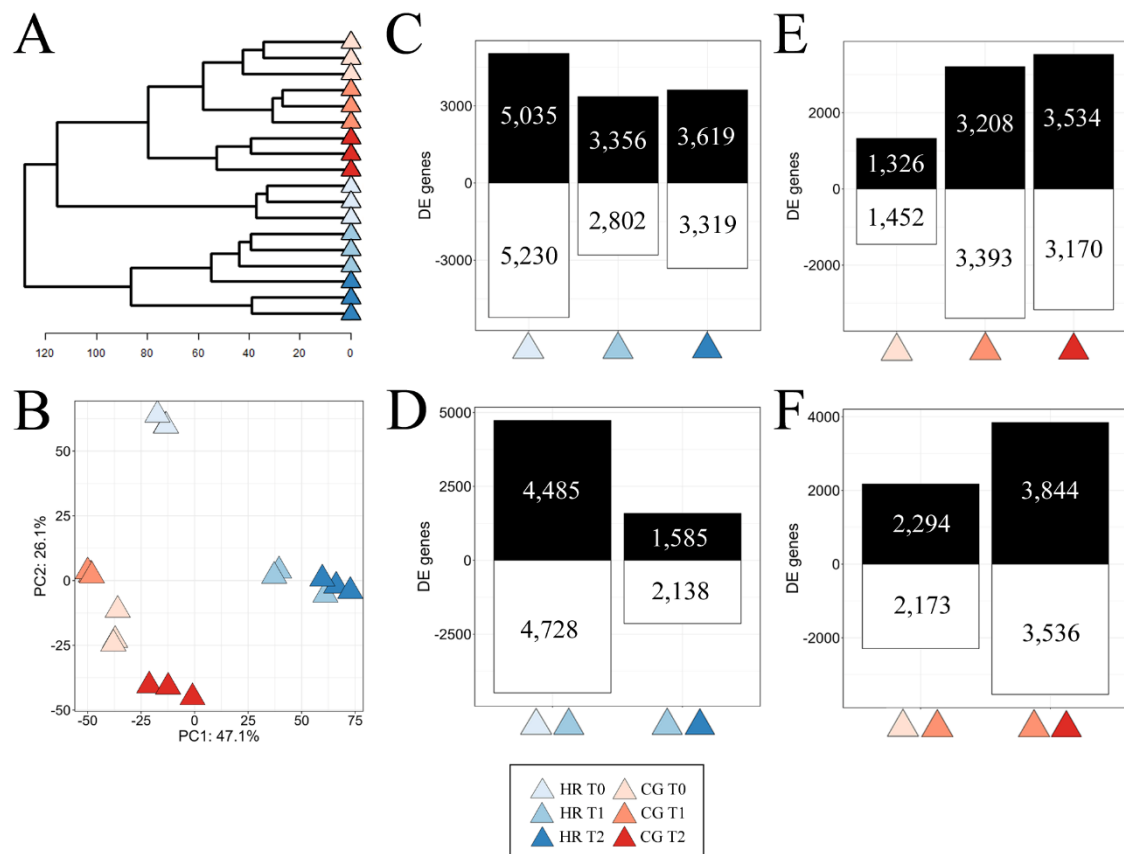 A
120 100 80 60 40 20 0
B
PC2: 26.1%
50
25
0
-25
-50
-50 -25 0 25 50 75
PC1: 47.1%
C
DE genes
3000
0
-3000
5,035 3,356 3,619
5,230 2,802 3,319
D
DE genes
5000
2500
0
-2500
4,485 1,585
4,728 2,138
E
DE genes
2000
0
-2000
1,326 3,208 3,534
1,452 3,393 3,170
F
DE genes
4000
2000
0
-2000
2,294 3,844
2,173 3,536
HR T0 CG T0
HR T1 CG T1
HR T2 CG T2